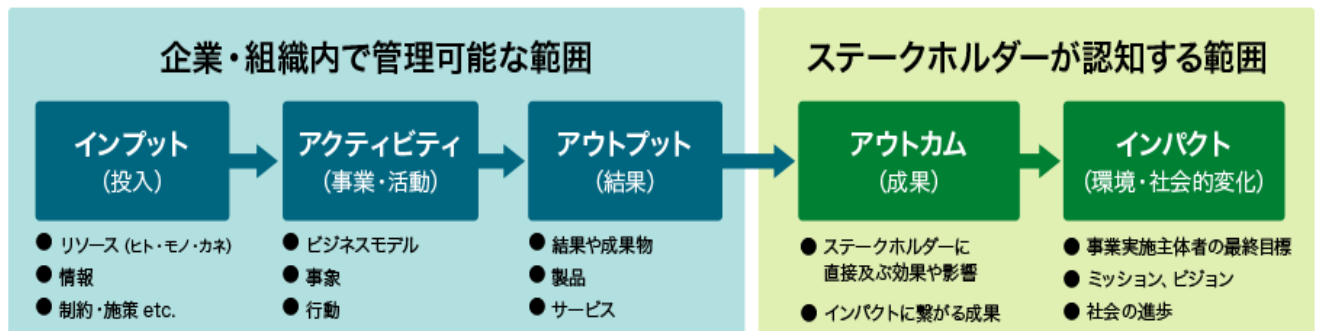 企業・組織内で管理可能な範囲
インプット
(投入)
● リソース (ヒト・モノ・カネ)
● 情報
● 制約・施策 etc.
アクティビティ
(事業・活動)
● ビジネスモデル
● 事象
● 行動
アウトプット
(結果)
● 結果や成果物
● 製品
● サービス
ステークホルダーが認知する範囲
アウトカム
(成果)
● ステークホルダーに
直接及ぶ効果や影響
● インパクトに繋がる成果
インパクト
(環境・社会的変化)
● 事業実施主体者の最終目標
● ミッション、ビジョン
● 社会の進歩